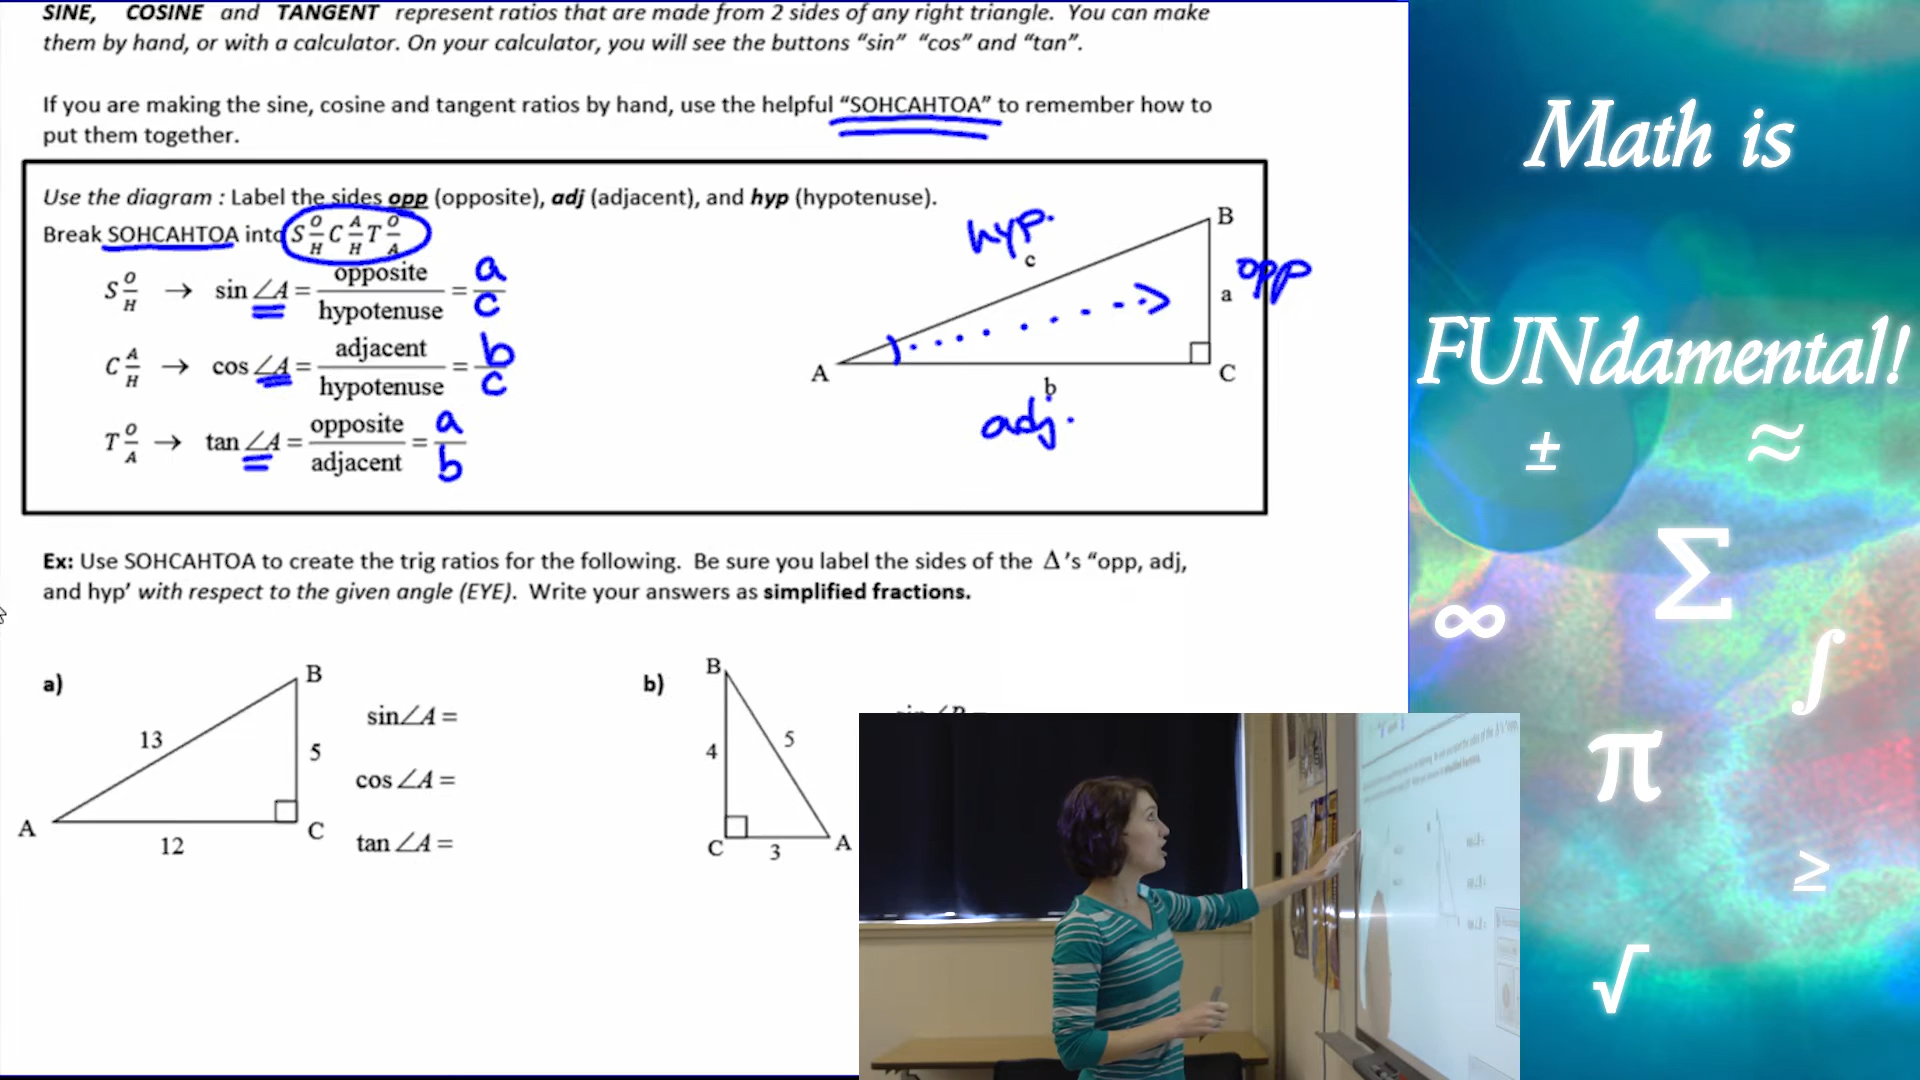 SINE, COSINE and TANGENT represent ratios that are made from 2 sides of any right triangle. You can make
them by hand, or with a calculator. On your calculator, you will see the buttons “sin” “cos” and “tan”.
If you are making the sine, cosine and tangent ratios by hand, use the helpful “SOHCAHTOA” to remember how to
put them together.
Use the diagram : Label the sides opp (opposite), adj (adjacent), and hyp (hypotenuse).
Break SOHCAHTOA into S O/H C A/H T O/A
S O/H → sin ∠A = opposite/hypotenuse = a/c
C A/H → cos ∠A = adjacent/hypotenuse = b/c
T O/A → tan ∠A = opposite/adjacent = a/b
hyp.
c
B
opp
a
A
b
C
adj.
Ex: Use SOHCAHTOA to create the trig ratios for the following. Be sure you label the sides of the Δ's “opp, adj,
and hyp’ with respect to the given angle (EYE). Write your answers as simplified fractions.
a)
B
13
5
A
12
C
sin∠A =
cos ∠A =
tan ∠A =
b)
B
4
5
C
3
A
Math is
FUNdamental!
± ≈
Σ
∞
∫
π
≥
√